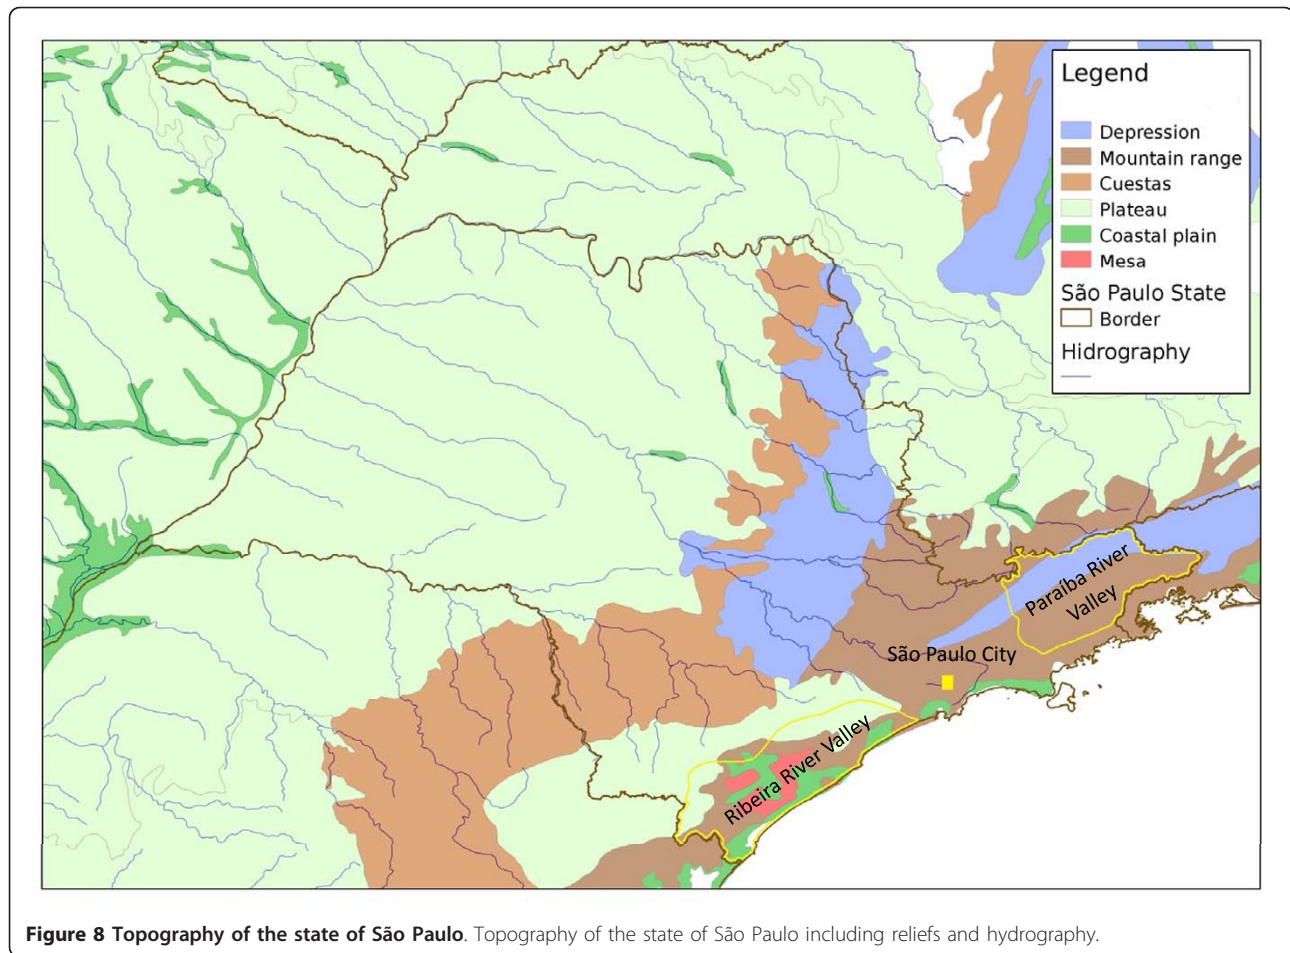 Legend
Depression
Mountain range
Cuestas
Plateau
Coastal plain
Mesa
São Paulo State
Border
Hidrography
Paraíba River
Valley
São Paulo City
Ribeira River Valley
Figure 8 Topography of the state of São Paulo. Topography of the state of São Paulo including reliefs and hydrography.